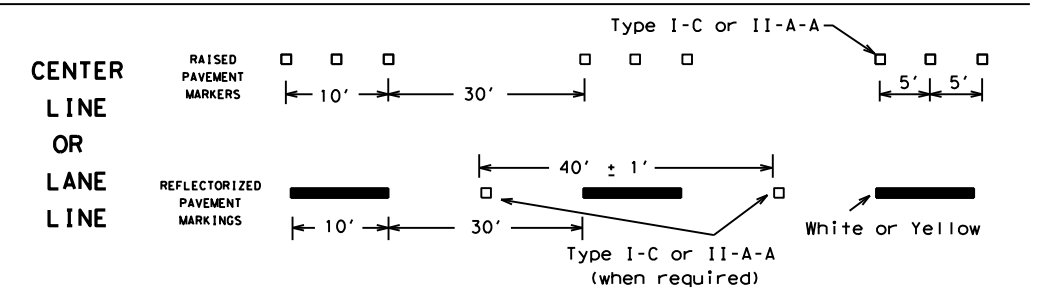 Type I-C or II-A-A
CENTER
LINE
OR
LANE
LINE
RAISED
PAVEMENT
MARKERS
10'
30'
5'
5'
REFLECTORIZED
PAVEMENT
MARKINGS
40' ± 1'
10'
30'
Type I-C or II-A-A
(when required)
White or Yellow